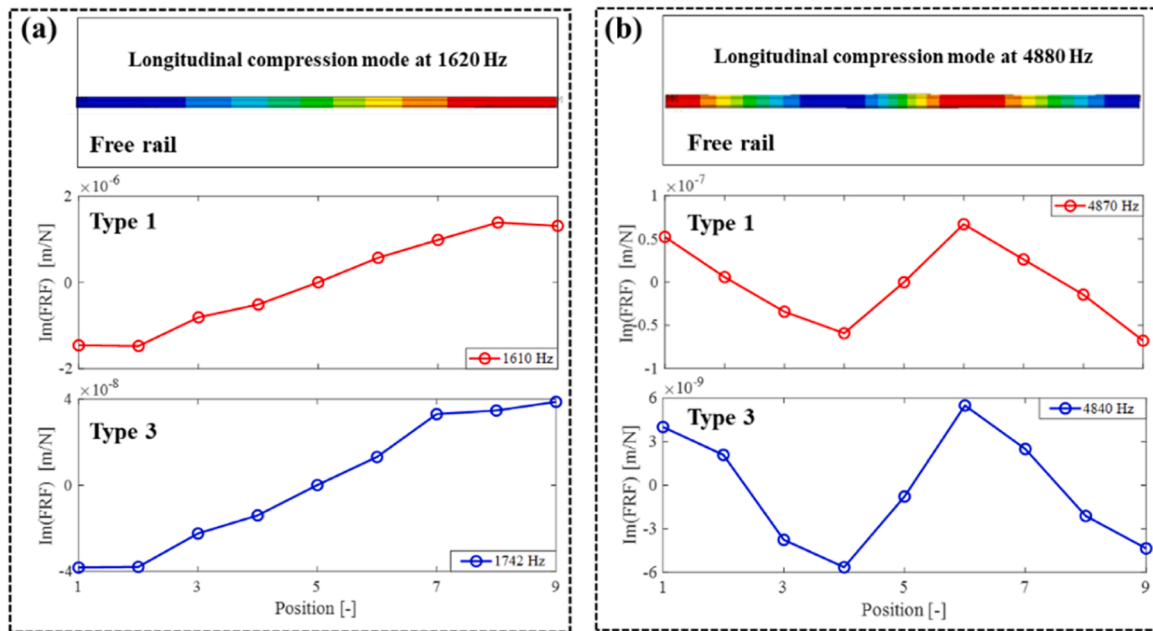 (a)
Longitudinal compression mode at 1620 Hz
Free rail
×10⁻⁶
Type 1
2
0
-2
Im(FRF) [m/N]
1610 Hz
×10⁻⁸
Type 3
4
0
-4
Im(FRF) [m/N]
1742 Hz
1 3 5 7 9
Position [-]
(b)
Longitudinal compression mode at 4880 Hz
Free rail
×10⁻⁷
Type 1
4870 Hz
1
0.5
0
-0.5
-1
Im(FRF) [m/N]
×10⁻⁹
Type 3
4840 Hz
6
3
0
-3
-6
Im(FRF) [m/N]
1 3 5 7 9
Position [-]